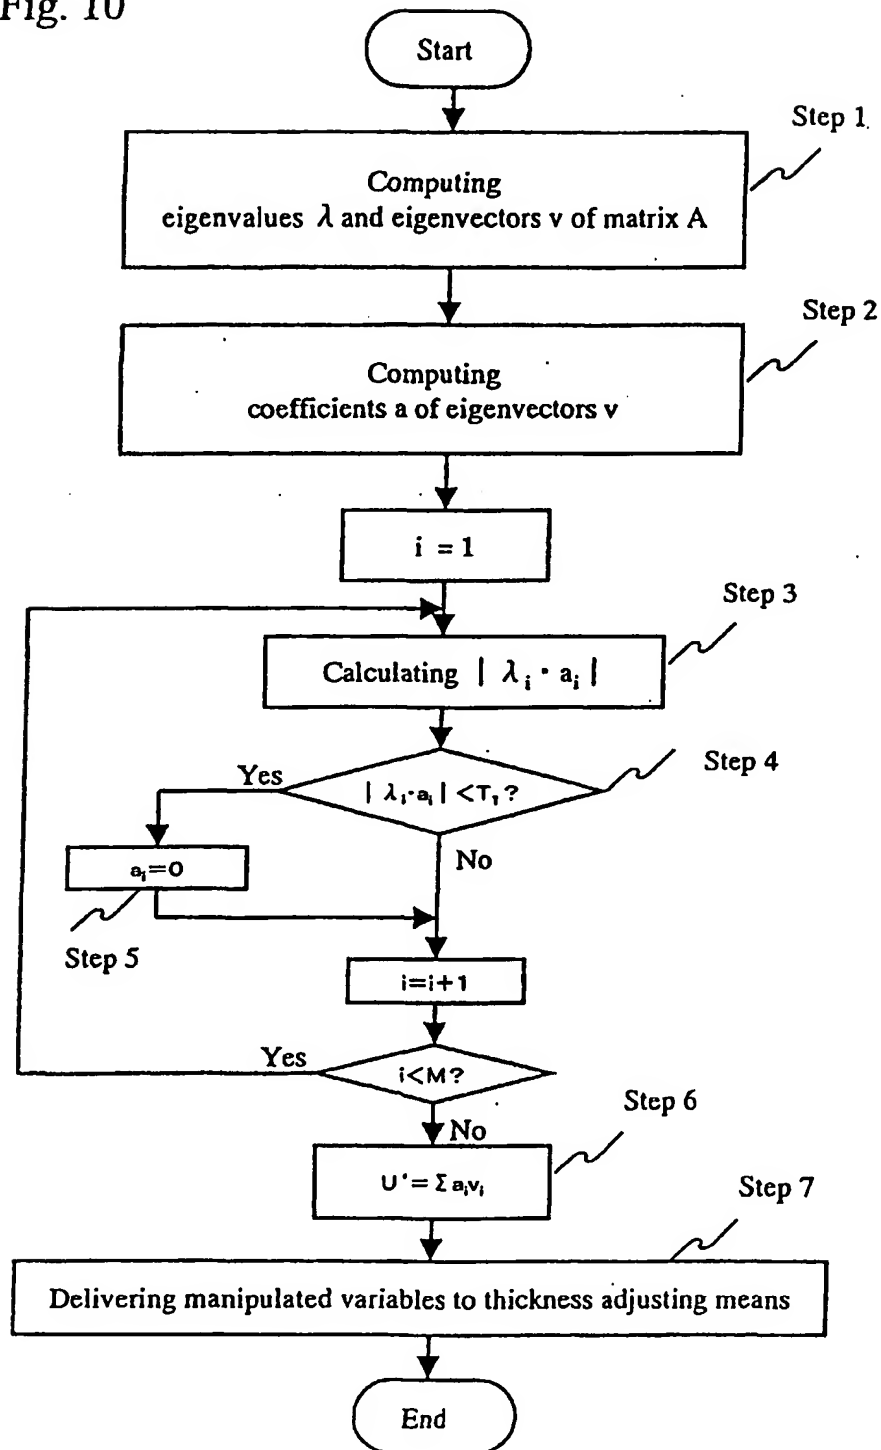 Fig. 10
Start
Step 1
Computing
eigenvalues λ and eigenvectors v of matrix A
Step 2
Computing
coefficients a of eigenvectors v
i = 1
Step 3
Calculating | λi · ai |
Step 4
Yes
| λi·ai | <T1?
No
ai=0
Step 5
i=i+1
Yes
i<M?
No
Step 6
U'=Σaivi
Step 7
Delivering manipulated variables to thickness adjusting means
End